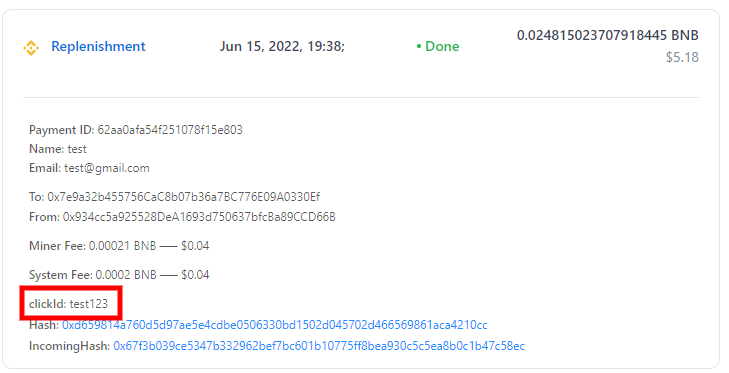 Replenishment Jun 15, 2022, 19:38; • Done 0.024815023707918445 BNB
$5.18
Payment ID: 62aa0afa54f251078f15e803
Name: test
Email: test@gmail.com
To: 0x7e9a32b455756CaC8b07b36a7BC776E09A0330Ef
From: 0x934cc5a925528DeA1693d750637bfcBa89CCD66B
Miner Fee: 0.00021 BNB — $0.04
System Fee: 0.0002 BNB — $0.04
clickId: test123
Hash: 0xd659814a760d5d97ae5e4cdbe0506330bd1502d045702d466569861aca4210cc
IncomingHash: 0x67f3b039ce5347b332962bef7bc601b10775ff8bea930c5c5ea8b0c1b47c58ec